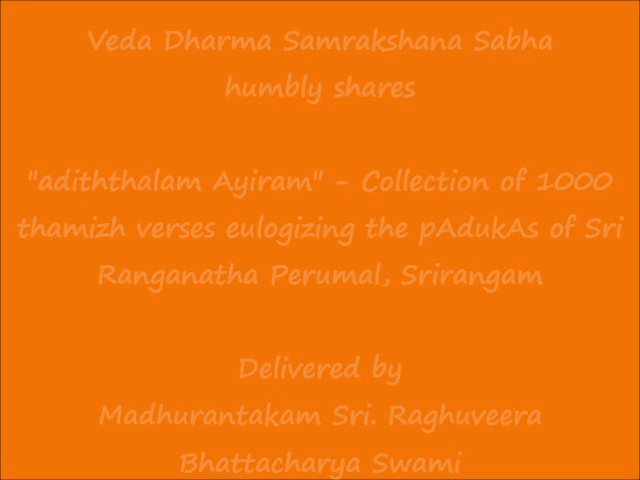 Veda Dharma Samrakshana Sabha
humbly shares
"adiththalam Ayiram" - Collection of 1000
thamizh verses eulogizing the pAdukAs of Sri
Ranganatha Perumal, Srirangam
Delivered by
Madhurantakam Sri. Raghuveera
Bhattacharya Swami